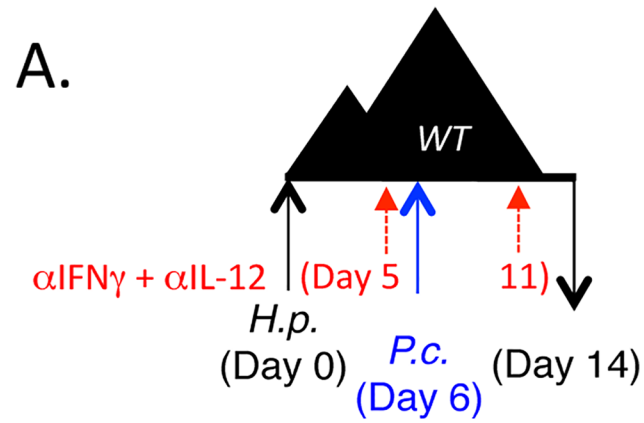 A.
WT
αIFNγ + αIL-12 (Day 5 11)
H.p.
(Day 0)
P.c.
(Day 6)
(Day 14)